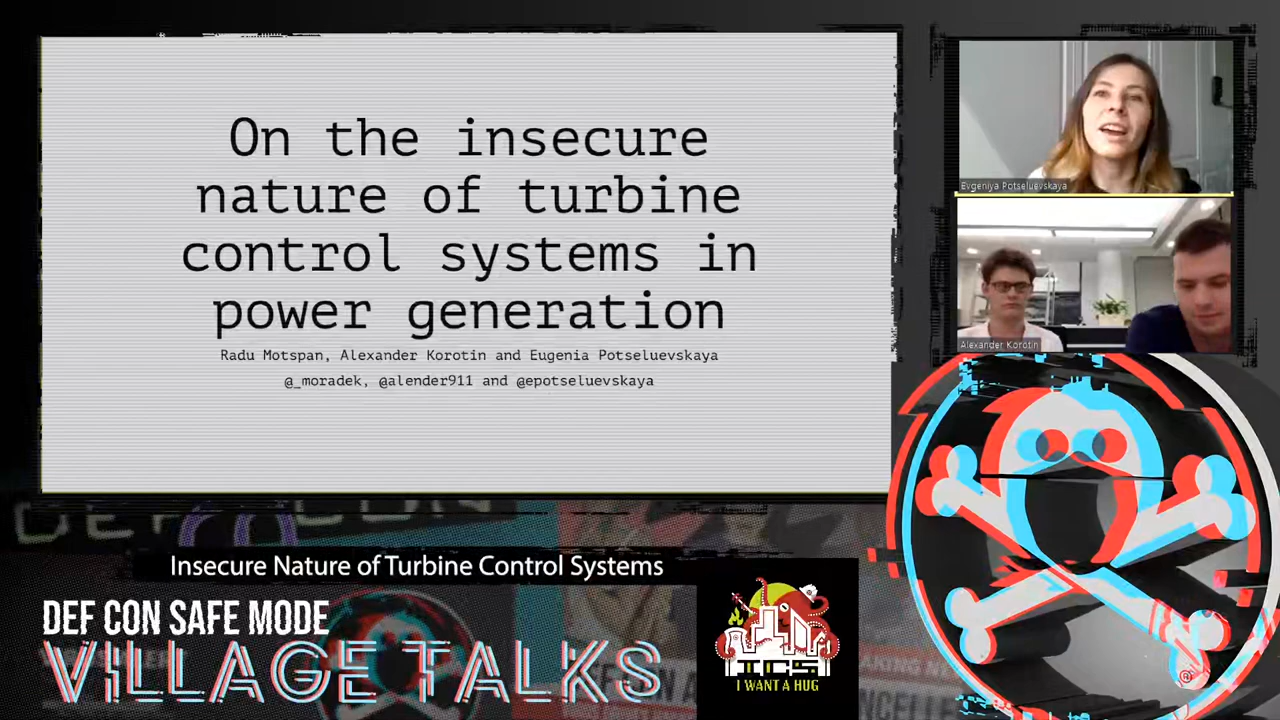 On the insecure
nature of turbine
control systems in
power generation
Radu Motspan, Alexander Korotin and Eugenia Potseluevskaya
@_moradek, @alender911 and @epotseluevskaya
Evgeniya Potseluevskaya
Alexander Korotin
Insecure Nature of Turbine Control Systems
DEF CON SAFE MODE
VILLAGE TALKS
ICS
I WANT A HUG
DEF CON
®